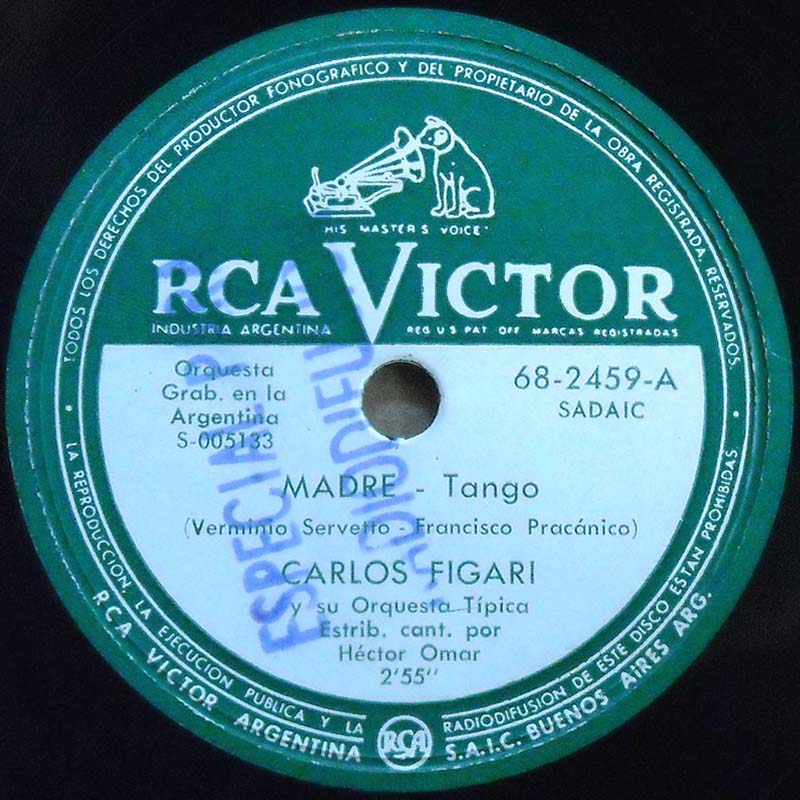 TODOS LOS DERECHOS DEL PRODUCTOR FONOGRAFICO Y DEL PROPIETARIO DE LA OBRA REGISTRADA, RESERVADOS.
"HIS MASTER'S VOICE"
RCA VICTOR
INDUSTRIA ARGENTINA
REG. U S PAT OFF MARCAS REGISTRADAS
Orquesta
Grab. en la
Argentina
S-005133
68-2459-A
SADAIC
ESPECIAL
MADRE - Tango
(Verminio Servetto - Francisco Pracánico)
CARLOS FIGARI
y su Orquesta Típica
Estrib. cant. por
Héctor Omar
2'55"
LA REPRODUCCION, LA EJECUCION PUBLICA Y LA RADIODIFUSION DE ESTE DISCO ESTAN PROHIBIDAS
RCA VICTOR ARGENTINA RCA S.A.I.C. BUENOS AIRES ARG.